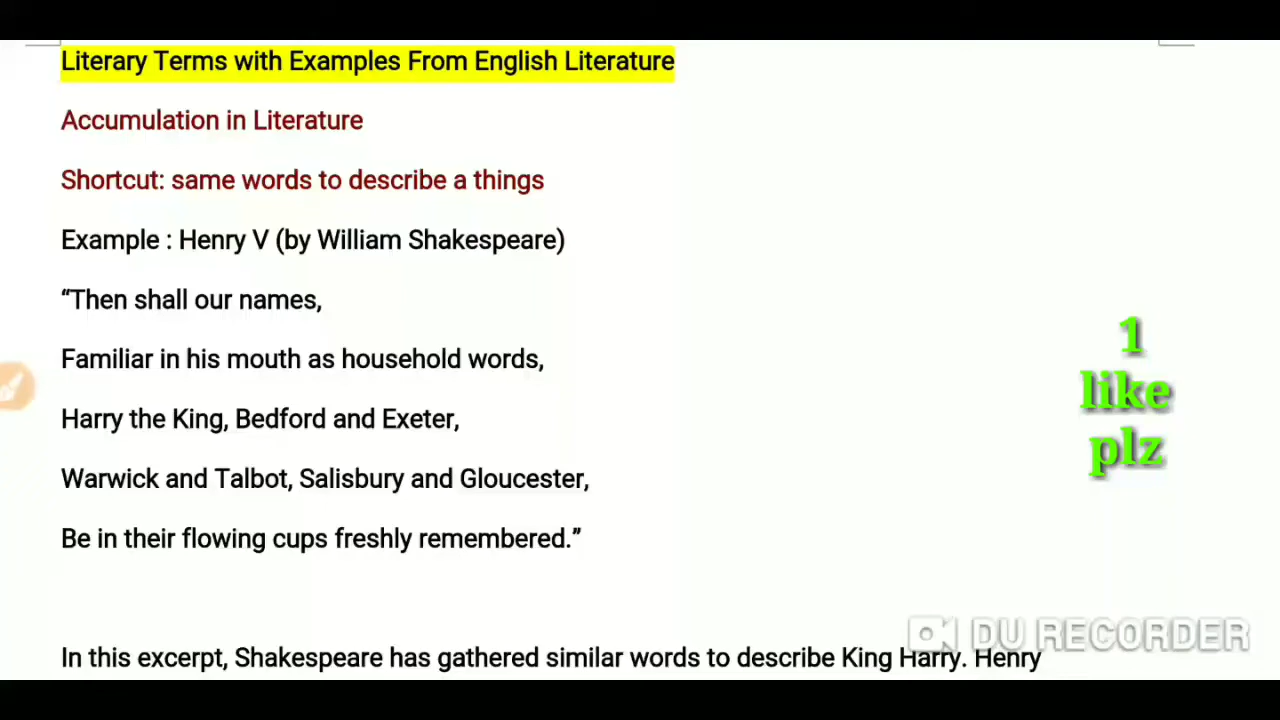 Literary Terms with Examples From English Literature
Accumulation in Literature
Shortcut: same words to describe a things
Example : Henry V (by William Shakespeare)
“Then shall our names,
Familiar in his mouth as household words,
Harry the King, Bedford and Exeter,
Warwick and Talbot, Salisbury and Gloucester,
Be in their flowing cups freshly remembered.”
1
like
plz
DU RECORDER
In this excerpt, Shakespeare has gathered similar words to describe King Harry. Henry